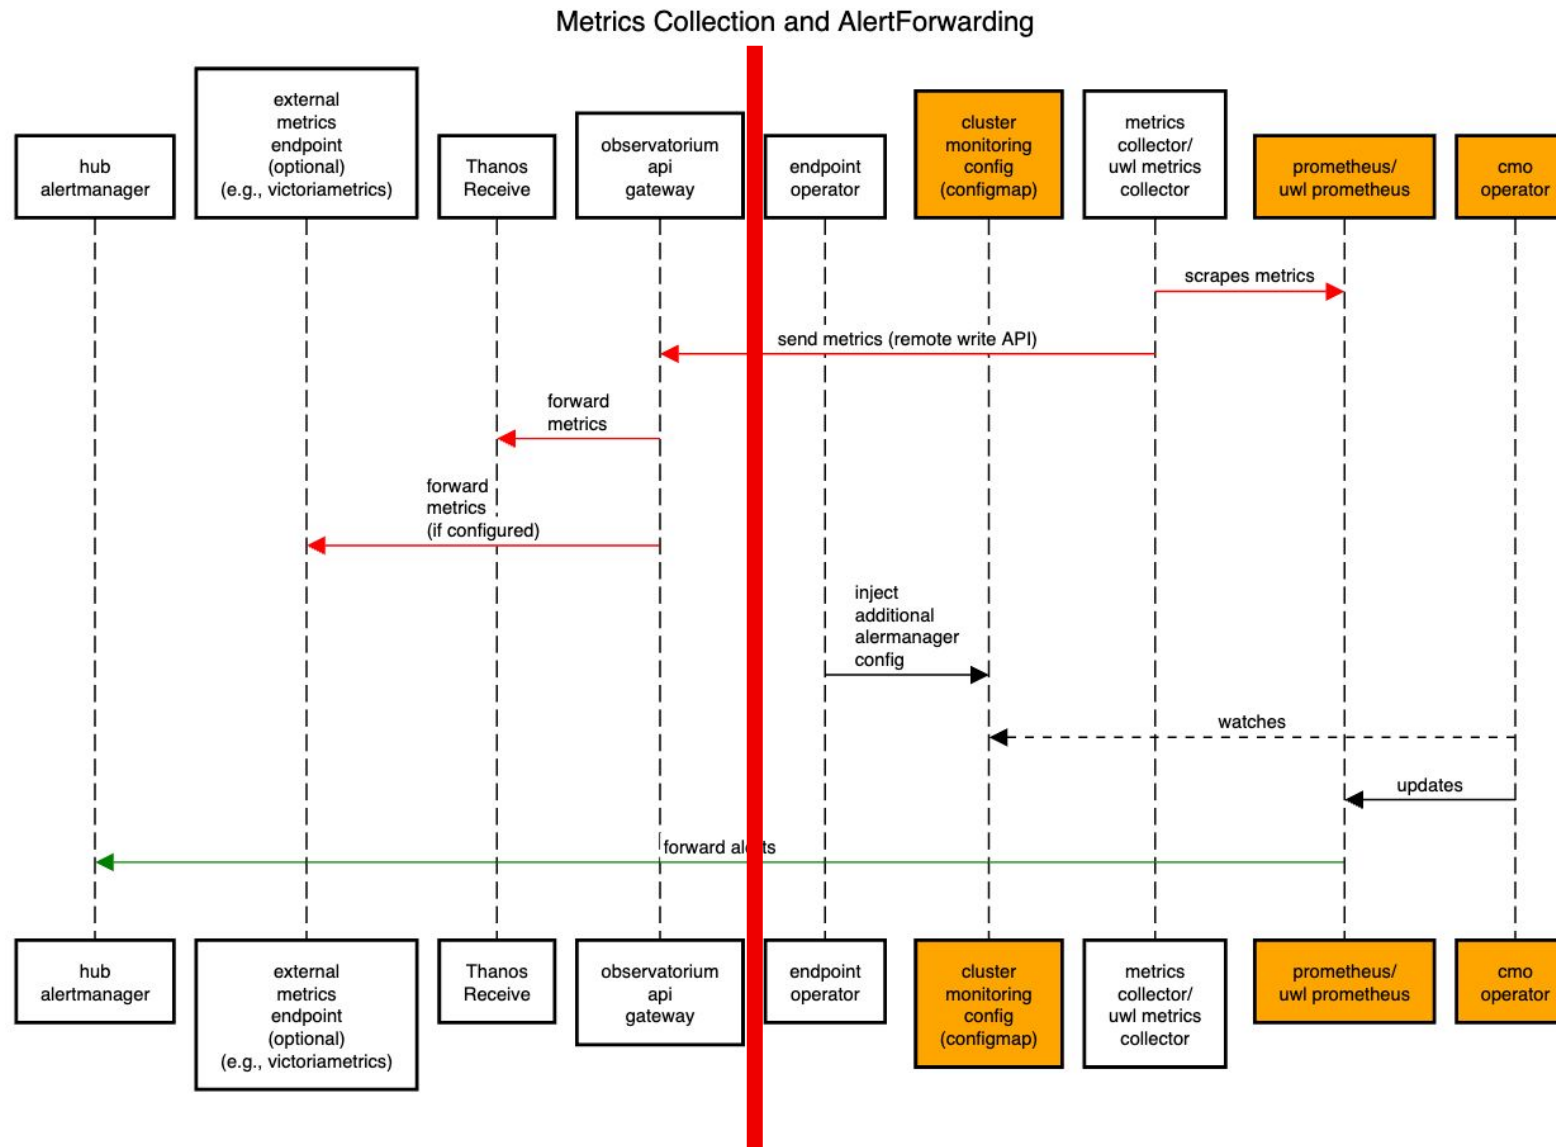 Metrics Collection and AlertForwarding
hub
alertmanager
external
metrics
endpoint
(optional)
(e.g., victoriametrics)
Thanos
Receive
observatorium
api
gateway
endpoint
operator
cluster
monitoring
config
(configmap)
metrics
collector/
uwl metrics
collector
prometheus/
uwl prometheus
cmo
operator
scrapes metrics
send metrics (remote write API)
forward
metrics
forward
metrics
(if configured)
inject
additional
alermanager
config
watches
updates
forward alerts
hub
alertmanager
external
metrics
endpoint
(optional)
(e.g., victoriametrics)
Thanos
Receive
observatorium
api
gateway
endpoint
operator
cluster
monitoring
config
(configmap)
metrics
collector/
uwl metrics
collector
prometheus/
uwl prometheus
cmo
operator